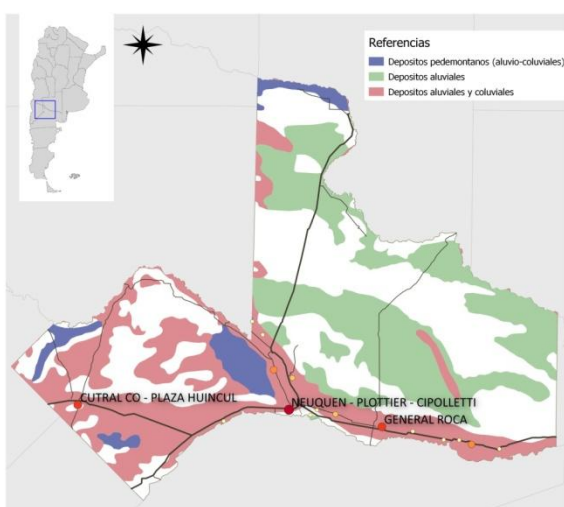 Referencias
Depositos pedemontanos (aluvio-coluviales)
Depositos aluviales
Depositos aluviales y coluviales
CUTRAL CO - PLAZA HUINCUL
NEUQUEN - PLOTTIER - CIPOLLETTI
GENERAL ROCA